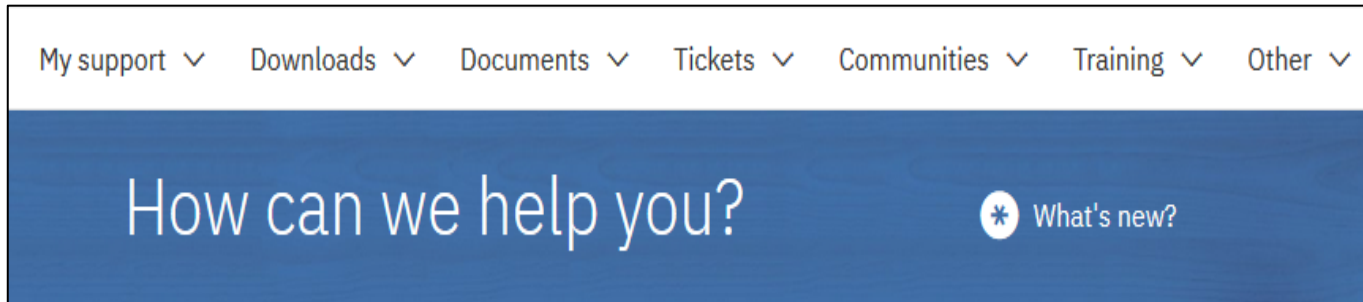 My support Downloads Documents Tickets Communities Training Other
How can we help you? What's new?